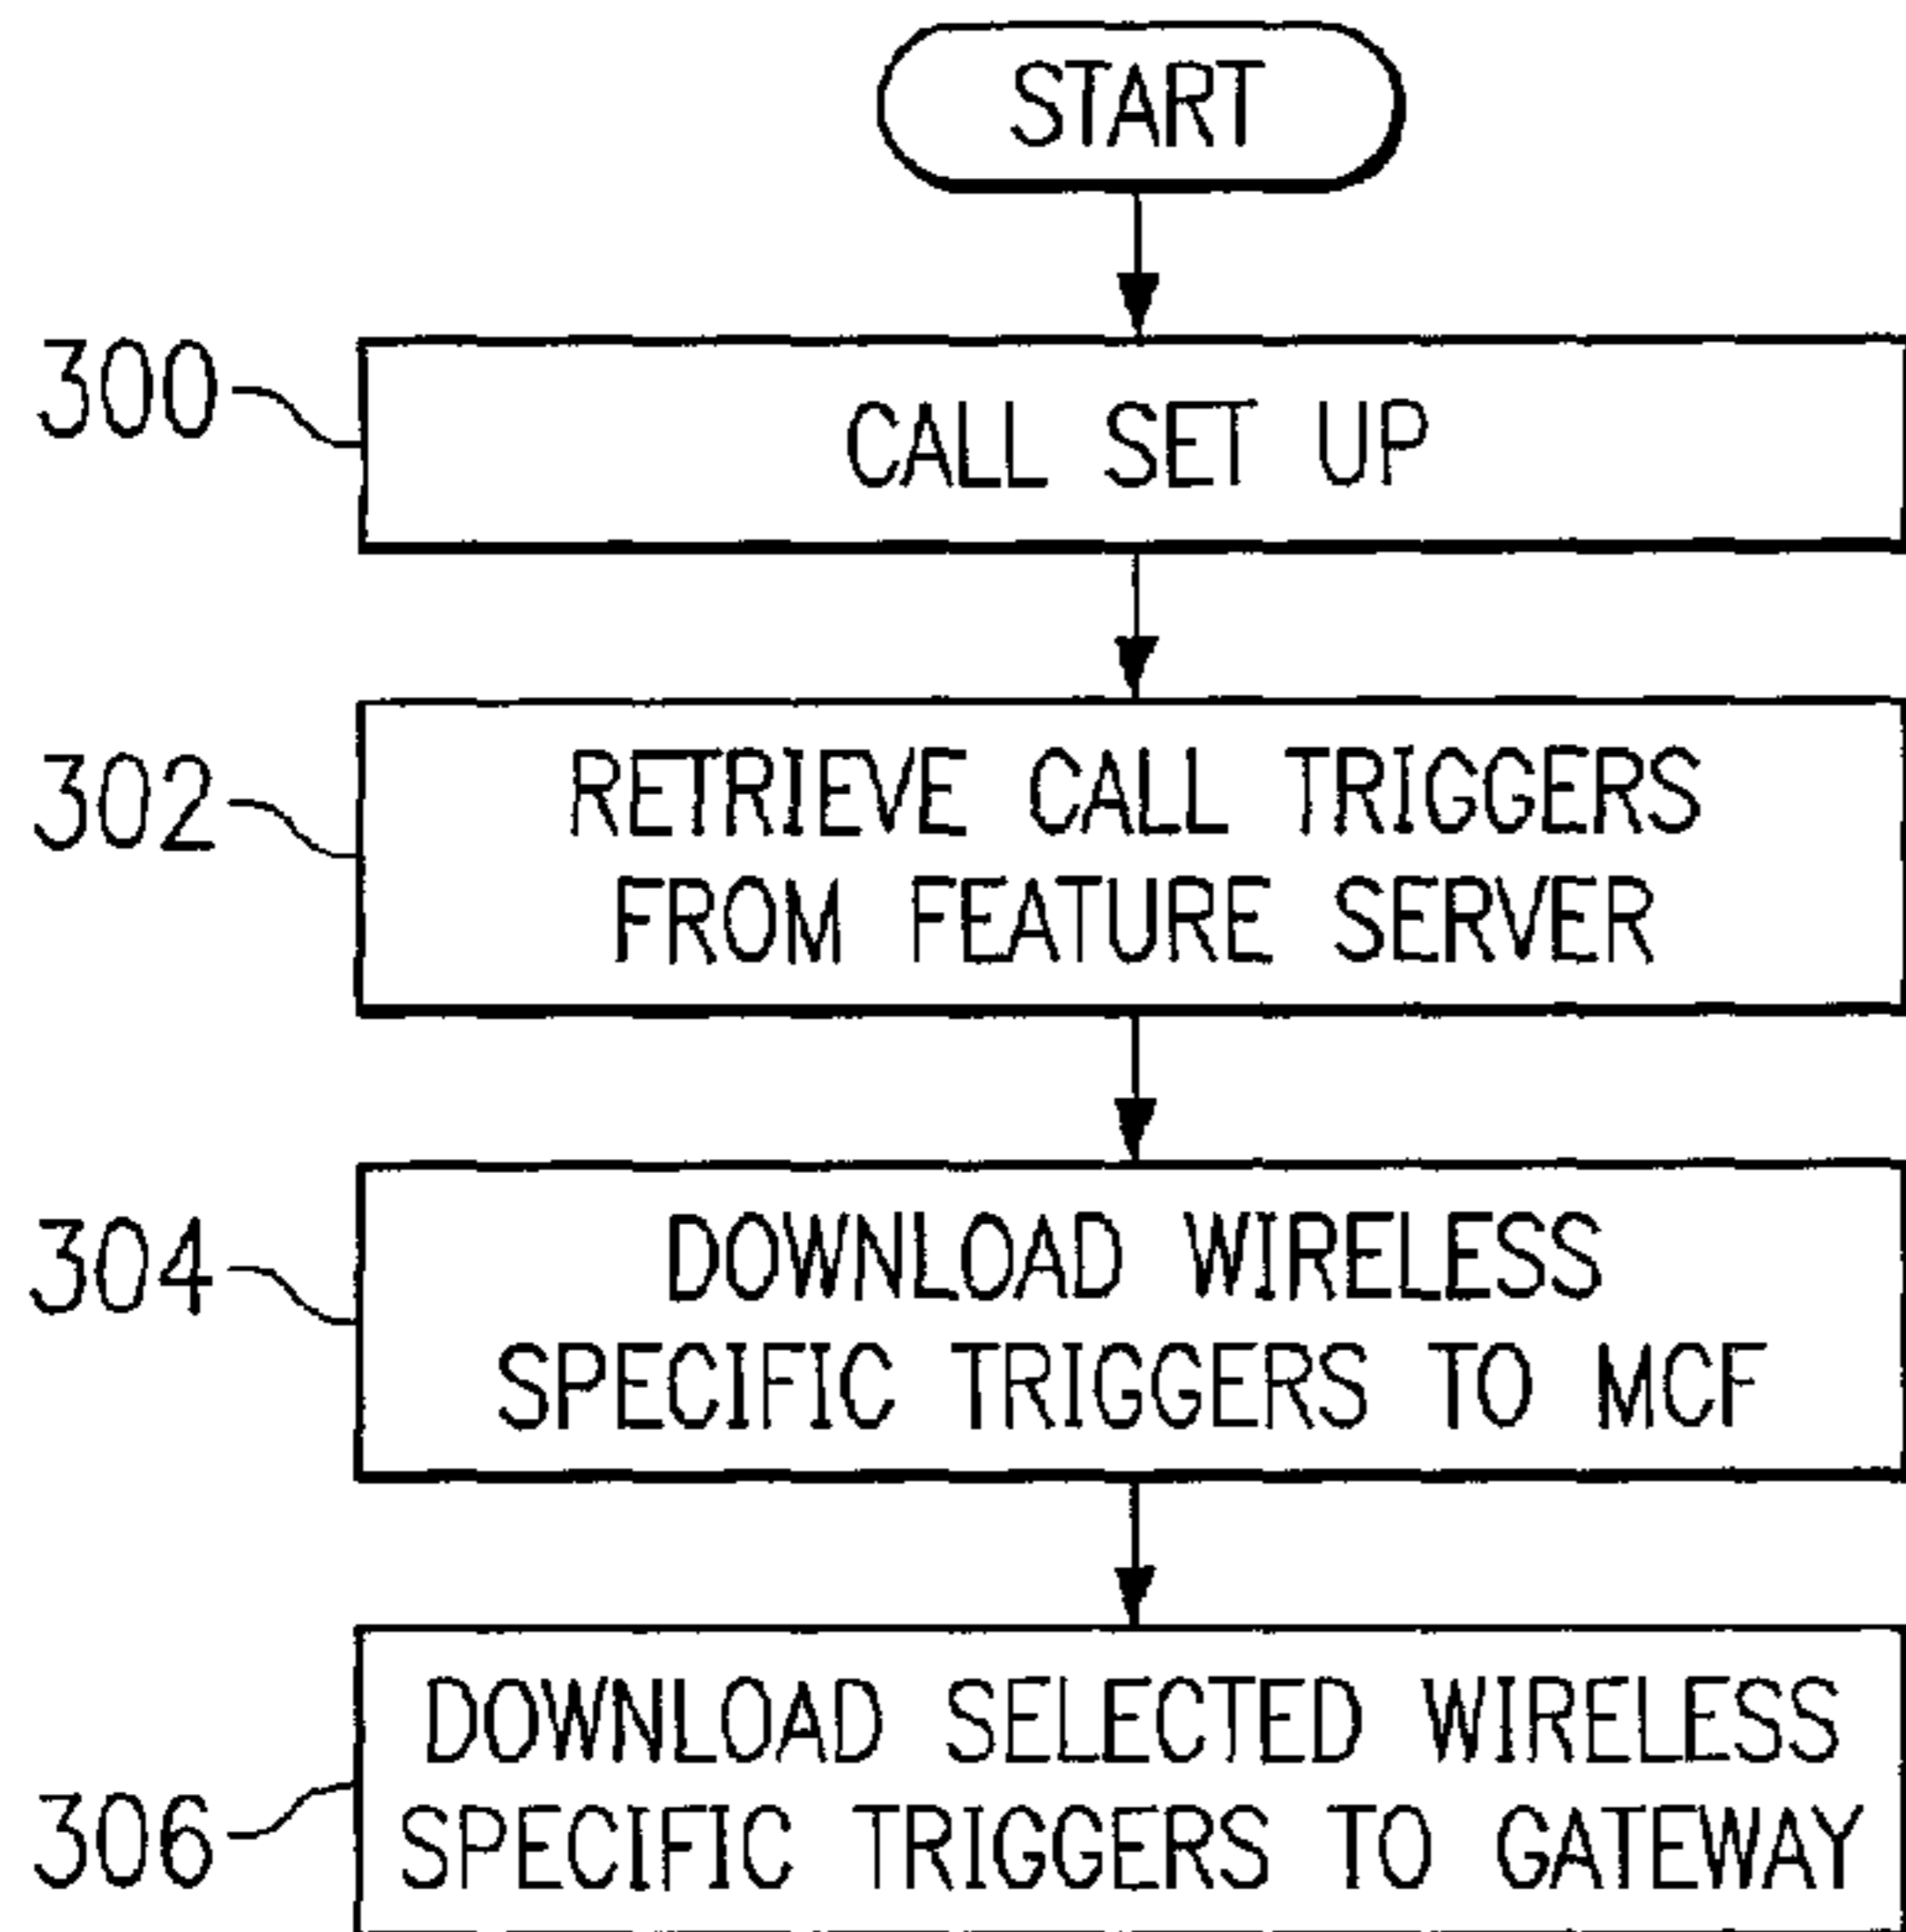 START
300
CALL SET UP
302
RETRIEVE CALL TRIGGERS
FROM FEATURE SERVER
304
DOWNLOAD WIRELESS
SPECIFIC TRIGGERS TO MCF
306
DOWNLOAD SELECTED WIRELESS
SPECIFIC TRIGGERS TO GATEWAY